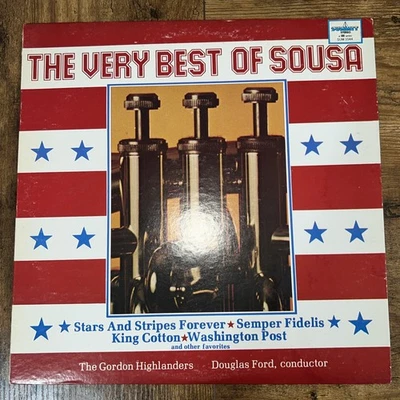 SUMMIT
THE VERY BEST OF SOUSA
Stars And Stripes Forever★Semper Fidelis
King Cotton★Washington Post
and other favorites
The Gordon Highlanders Douglas Ford, conductor